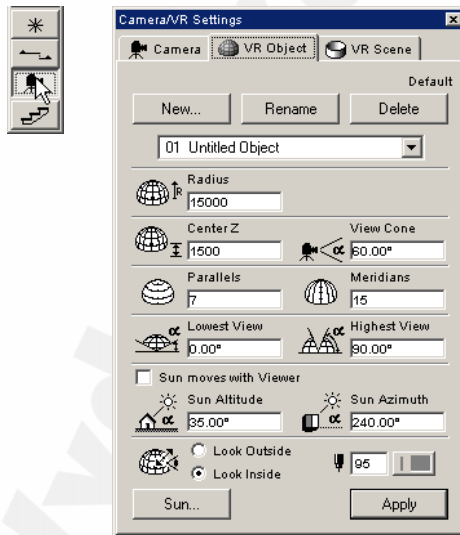 Camera/VR Settings
Camera VR Object VR Scene
Default
New... Rename Delete
01 Untitled Object
Radius
R
15000
Center Z View Cone
1500 α 60.00°
Parallels Meridians
7 15
α Lowest View α Highest View
0.00° 90.00°
Sun moves with Viewer
Sun Altitude Sun Azimuth
α 35.00° α 240.00°
Look Outside
95
Look Inside
Sun... Apply